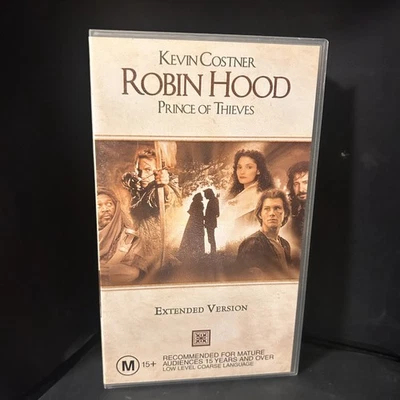 KEVIN COSTNER
ROBIN HOOD
PRINCE OF THIEVES
EXTENDED VERSION
M 15+ RECOMMENDED FOR MATURE
AUDIENCES 15 YEARS AND OVER
LOW LEVEL COARSE LANGUAGE